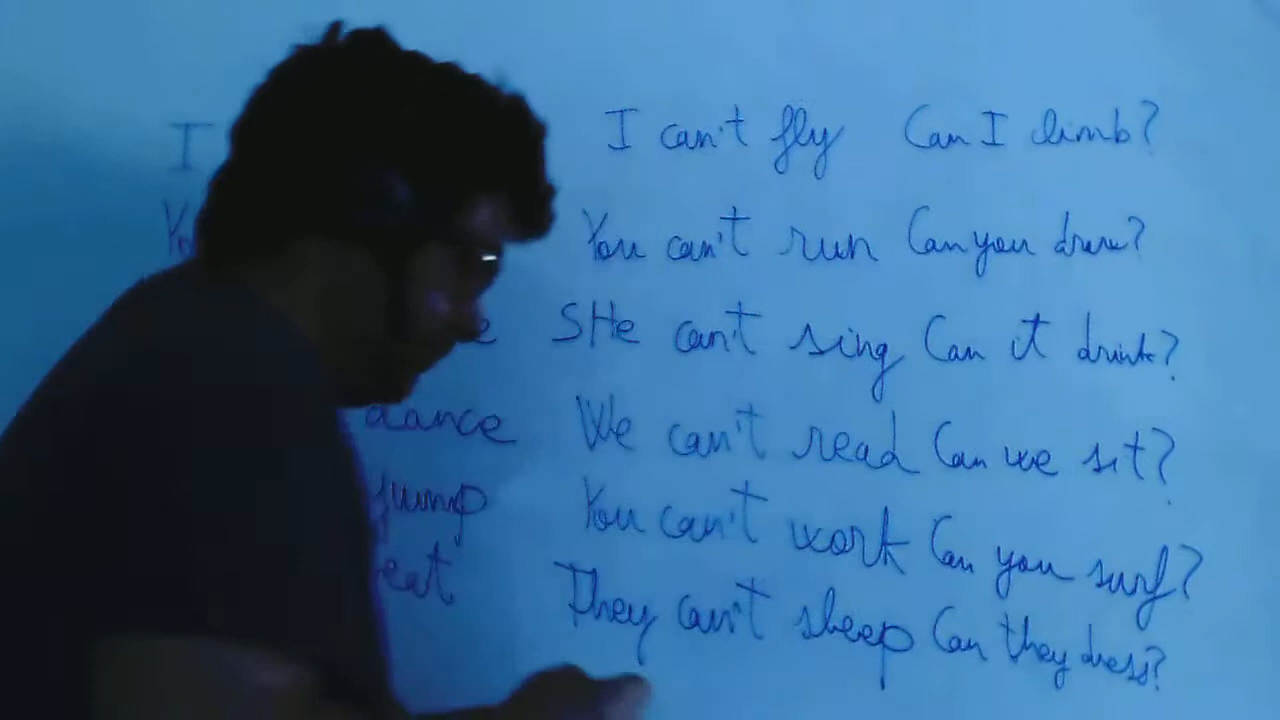 I I can't fly Can I climb?
You can't run Can you drive?
SHe can't sing Can it drink?
dance We can't read Can we sit?
jump You can't work Can you surf?
eat They can't sleep Can they dress?